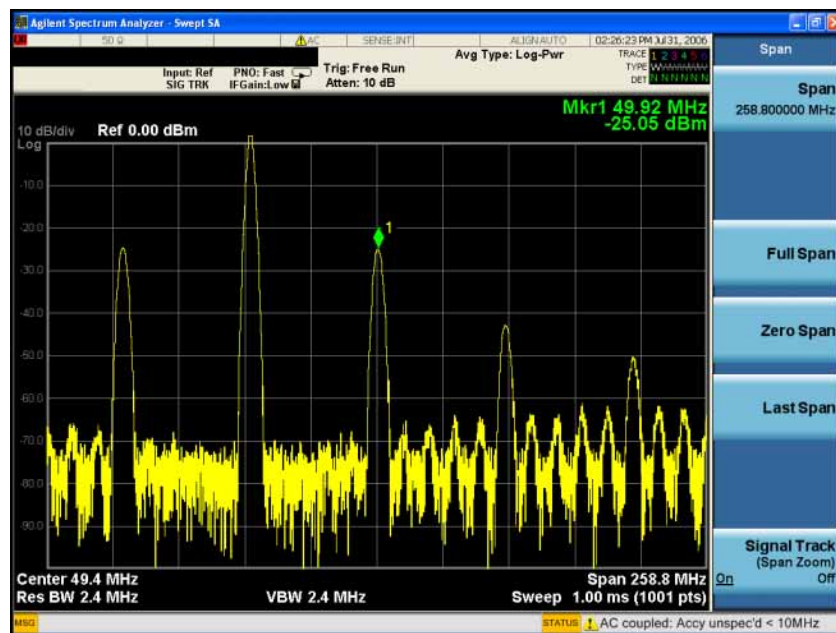 Agilent Spectrum Analyzer - Swept SA
50 Ω AC SENSE:INT ALIGN AUTO 02:26:23 PM Jul 31, 2006
Input: Ref PNO: Fast Trig: Free Run Avg Type: Log-Pwr TRACE 1 2 3 4 5 6
SIG TRK IFGain:Low Atten: 10 dB TYPE
DET N N N N N N
Mkr1 49.92 MHz
-25.05 dBm
10 dB/div Ref 0.00 dBm
Log
-10.0
-20.0
-30.0
-40.0
-50.0
-60.0
-70.0
-80.0
-90.0
1
Center 49.4 MHz Span 258.8 MHz
Res BW 2.4 MHz VBW 2.4 MHz Sweep 1.00 ms (1001 pts)
MSG STATUS AC coupled: Accy unspec'd < 10MHz
Span
Span
258.800000 MHz
Full Span
Zero Span
Last Span
Signal Track
(Span Zoom)
On Off